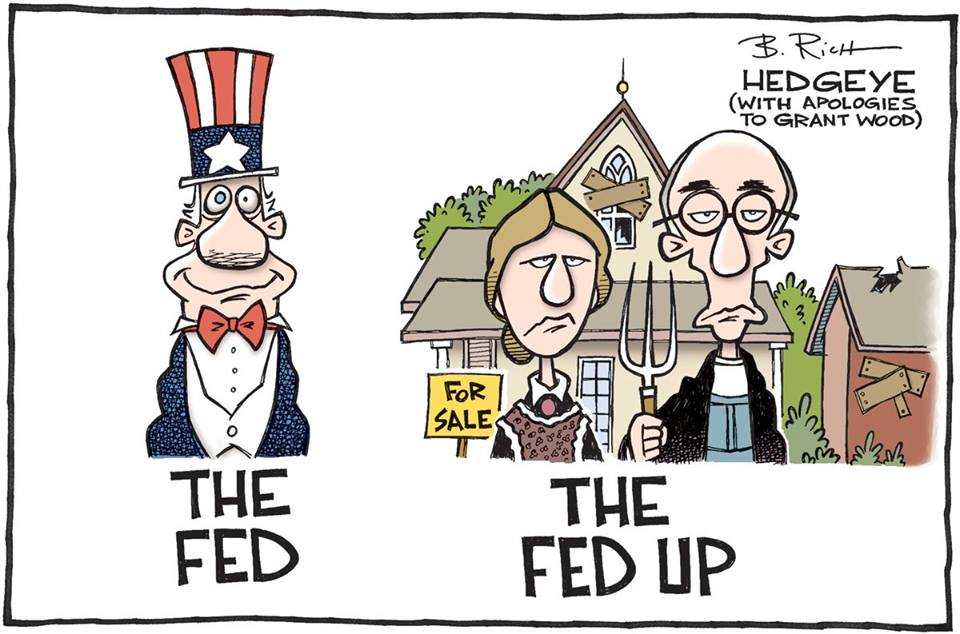 B. Rich
HEDGEYE
(WITH APOLOGIES
TO GRANT WOOD)
FOR
SALE
THE
FED
THE
FED UP